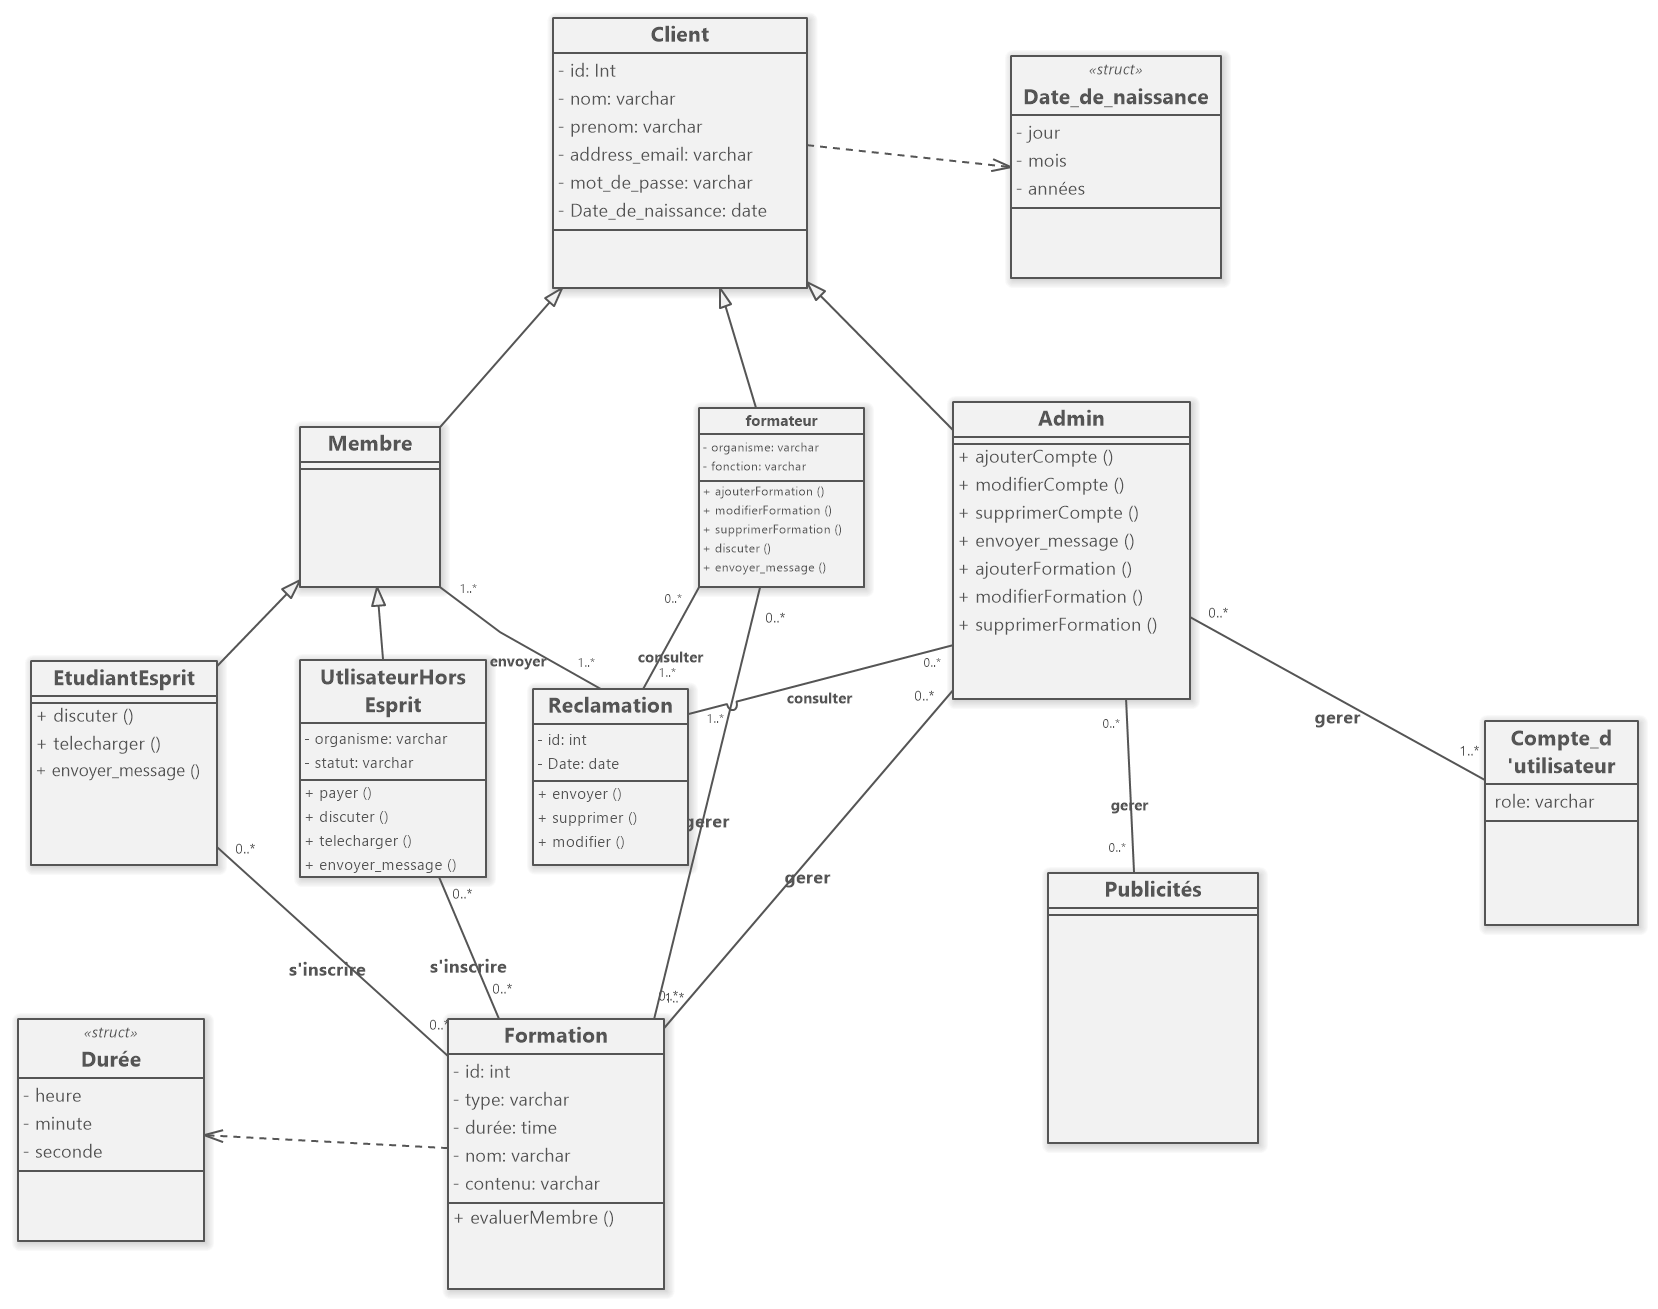 Client
- id: Int
- nom: varchar
- prenom: varchar
- address_email: varchar
- mot_de_passe: varchar
- Date_de_naissance: date
«struct»
Date_de_naissance
- jour
- mois
- années
Membre
formateur
- organisme: varchar
- fonction: varchar
+ ajouterFormation ()
+ modifierFormation ()
+ supprimerFormation ()
+ discuter ()
+ envoyer_message ()
Admin
+ ajouterCompte ()
+ modifierCompte ()
+ supprimerCompte ()
+ envoyer_message ()
+ ajouterFormation ()
+ modifierFormation ()
+ supprimerFormation ()
1..*
envoyer
1..*
0..*
consulter
1..*
0..*
0..*
consulter
1..*
0..*
0..*
gerer
1..*
EtudiantEsprit
+ discuter ()
+ telecharger ()
+ envoyer_message ()
UtlisateurHors
Esprit
- organisme: varchar
- statut: varchar
+ payer ()
+ discuter ()
+ telecharger ()
+ envoyer_message ()
Reclamation
- id: int
- Date: date
+ envoyer ()
+ supprimer ()
+ modifier ()
gerer
gerer
0..*
gerer
0..*
Compte_d
'utilisateur
role: varchar
Publicités
0..*
s'inscrire
0..*
0..*
s'inscrire
0..*
0..*
1..*
«struct»
Durée
- heure
- minute
- seconde
Formation
- id: int
- type: varchar
- durée: time
- nom: varchar
- contenu: varchar
+ evaluerMembre ()